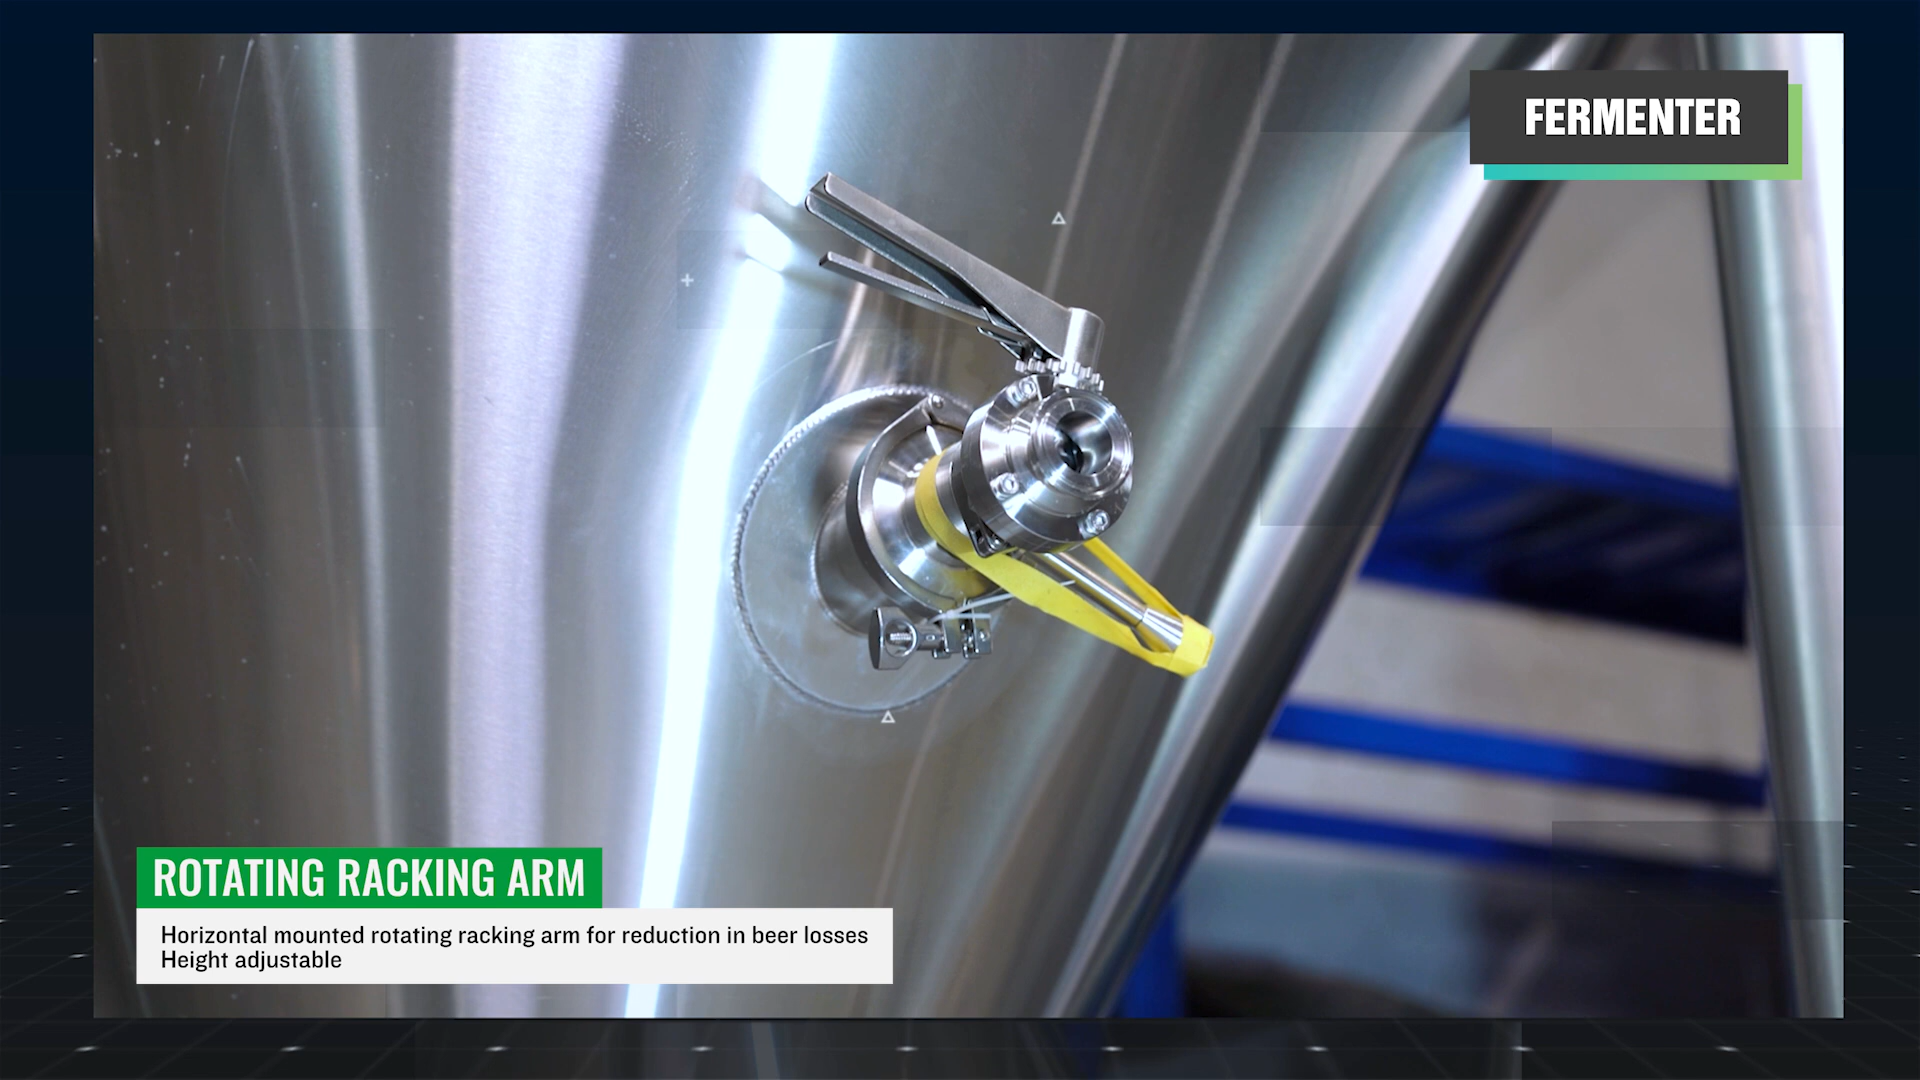 FERMENTER
ROTATING RACKING ARM
Horizontal mounted rotating racking arm for reduction in beer losses
Height adjustable